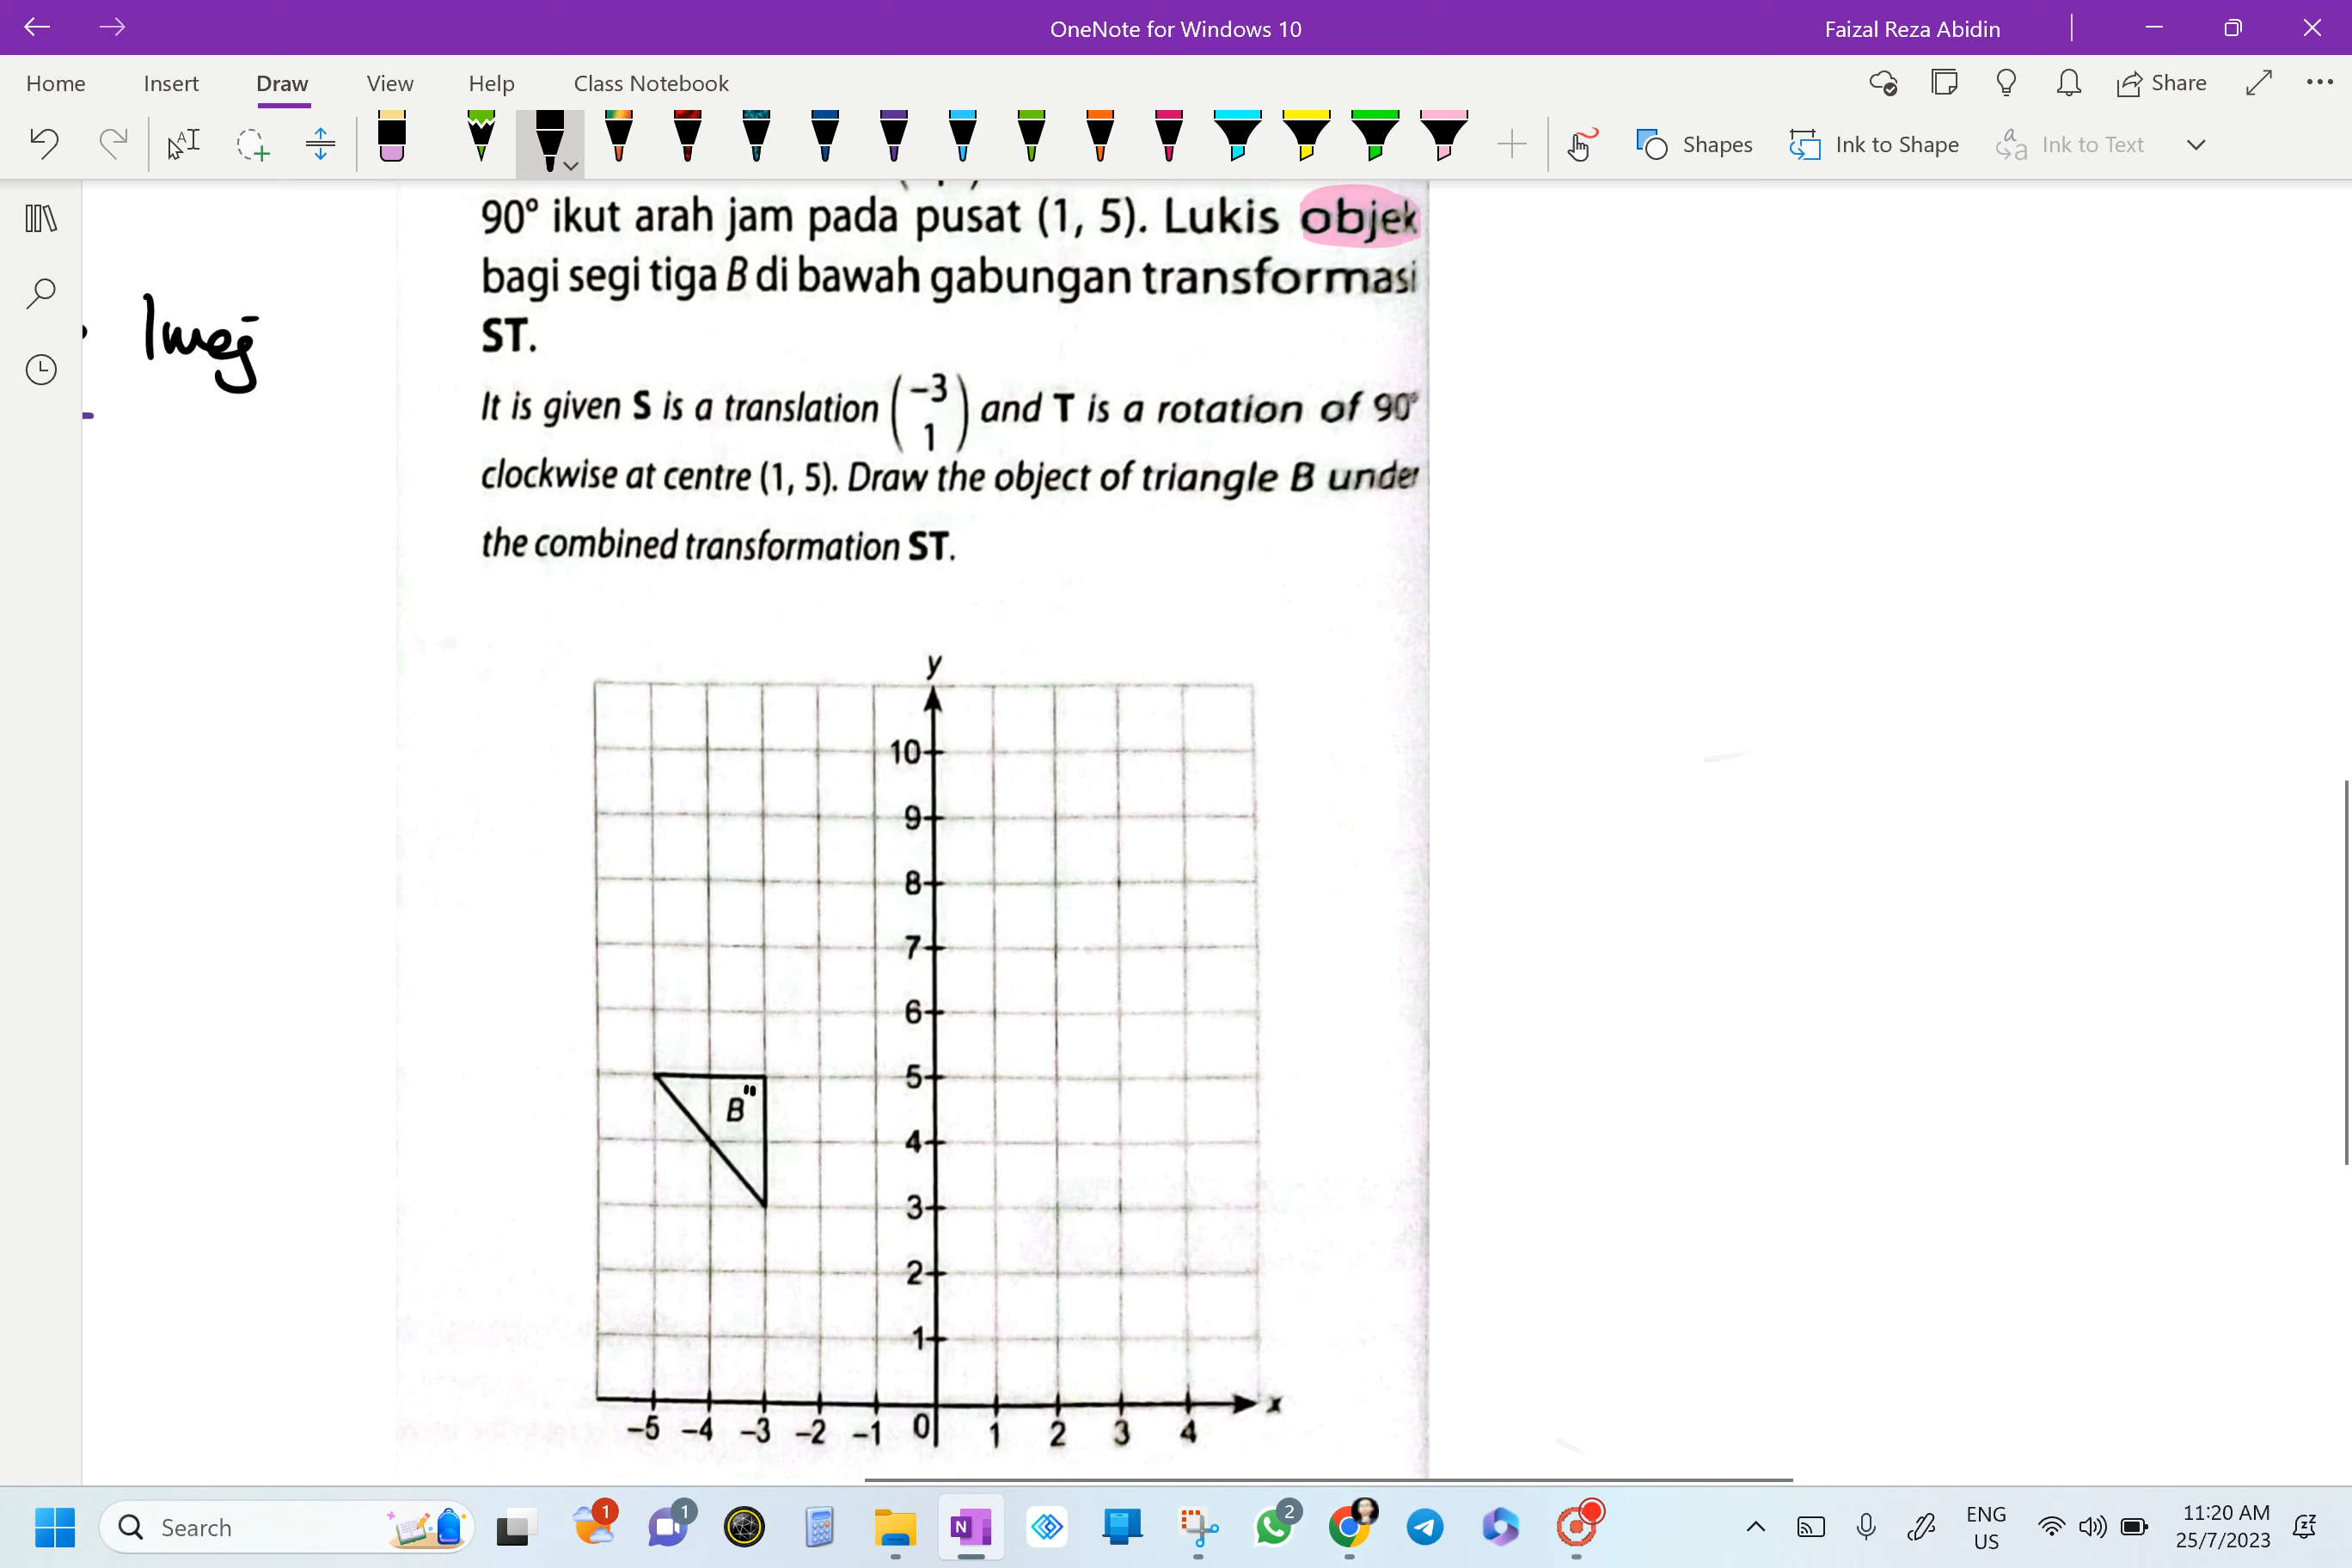 OneNote for Windows 10
Faizal Reza Abidin
Home Insert Draw View Help Class Notebook
Share
Shapes Ink to Shape Ink to Text
90° ikut arah jam pada pusat (1, 5). Lukis objek
bagi segi tiga B di bawah gabungan transformasi
ST.
Imej
It is given S is a translation (-3 1) and T is a rotation of 90°
clockwise at centre (1, 5). Draw the object of triangle B under
the combined transformation ST.
y
10
9
8
7
6
5
B"
4
3
2
1
x
-5 -4 -3 -2 -1 0 1 2 3 4
Search
1
1
2
ENG
US
11:20 AM
25/7/2023